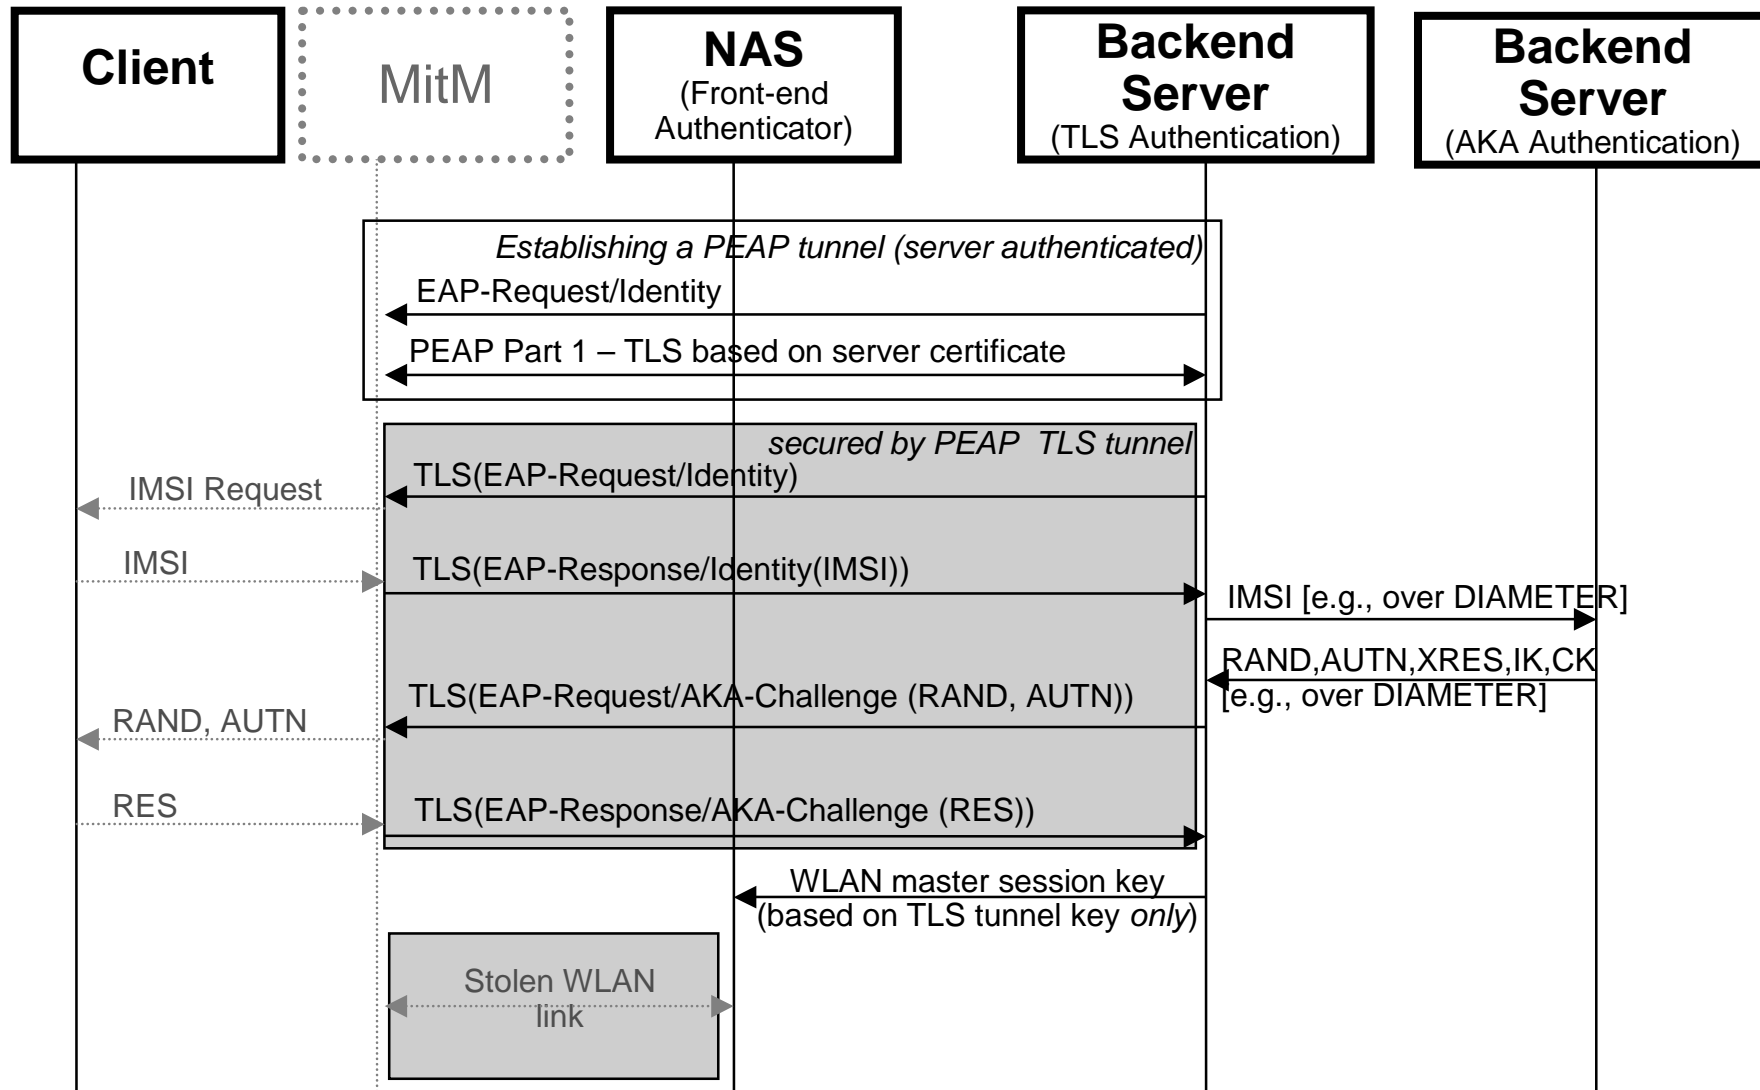 Client
MitM
NAS
(Front-end
Authenticator)
Backend
Server
(TLS Authentication)
Backend
Server
(AKA Authentication)
Establishing a PEAP tunnel (server authenticated)
EAP-Request/Identity
PEAP Part 1 – TLS based on server certificate
secured by PEAP TLS tunnel
IMSI Request
TLS(EAP-Request/Identity)
IMSI
TLS(EAP-Response/Identity(IMSI))
IMSI [e.g., over DIAMETER]
RAND,AUTN,XRES,IK,CK
[e.g., over DIAMETER]
TLS(EAP-Request/AKA-Challenge (RAND, AUTN))
RAND, AUTN
RES
TLS(EAP-Response/AKA-Challenge (RES))
WLAN master session key
(based on TLS tunnel key only)
Stolen WLAN
link